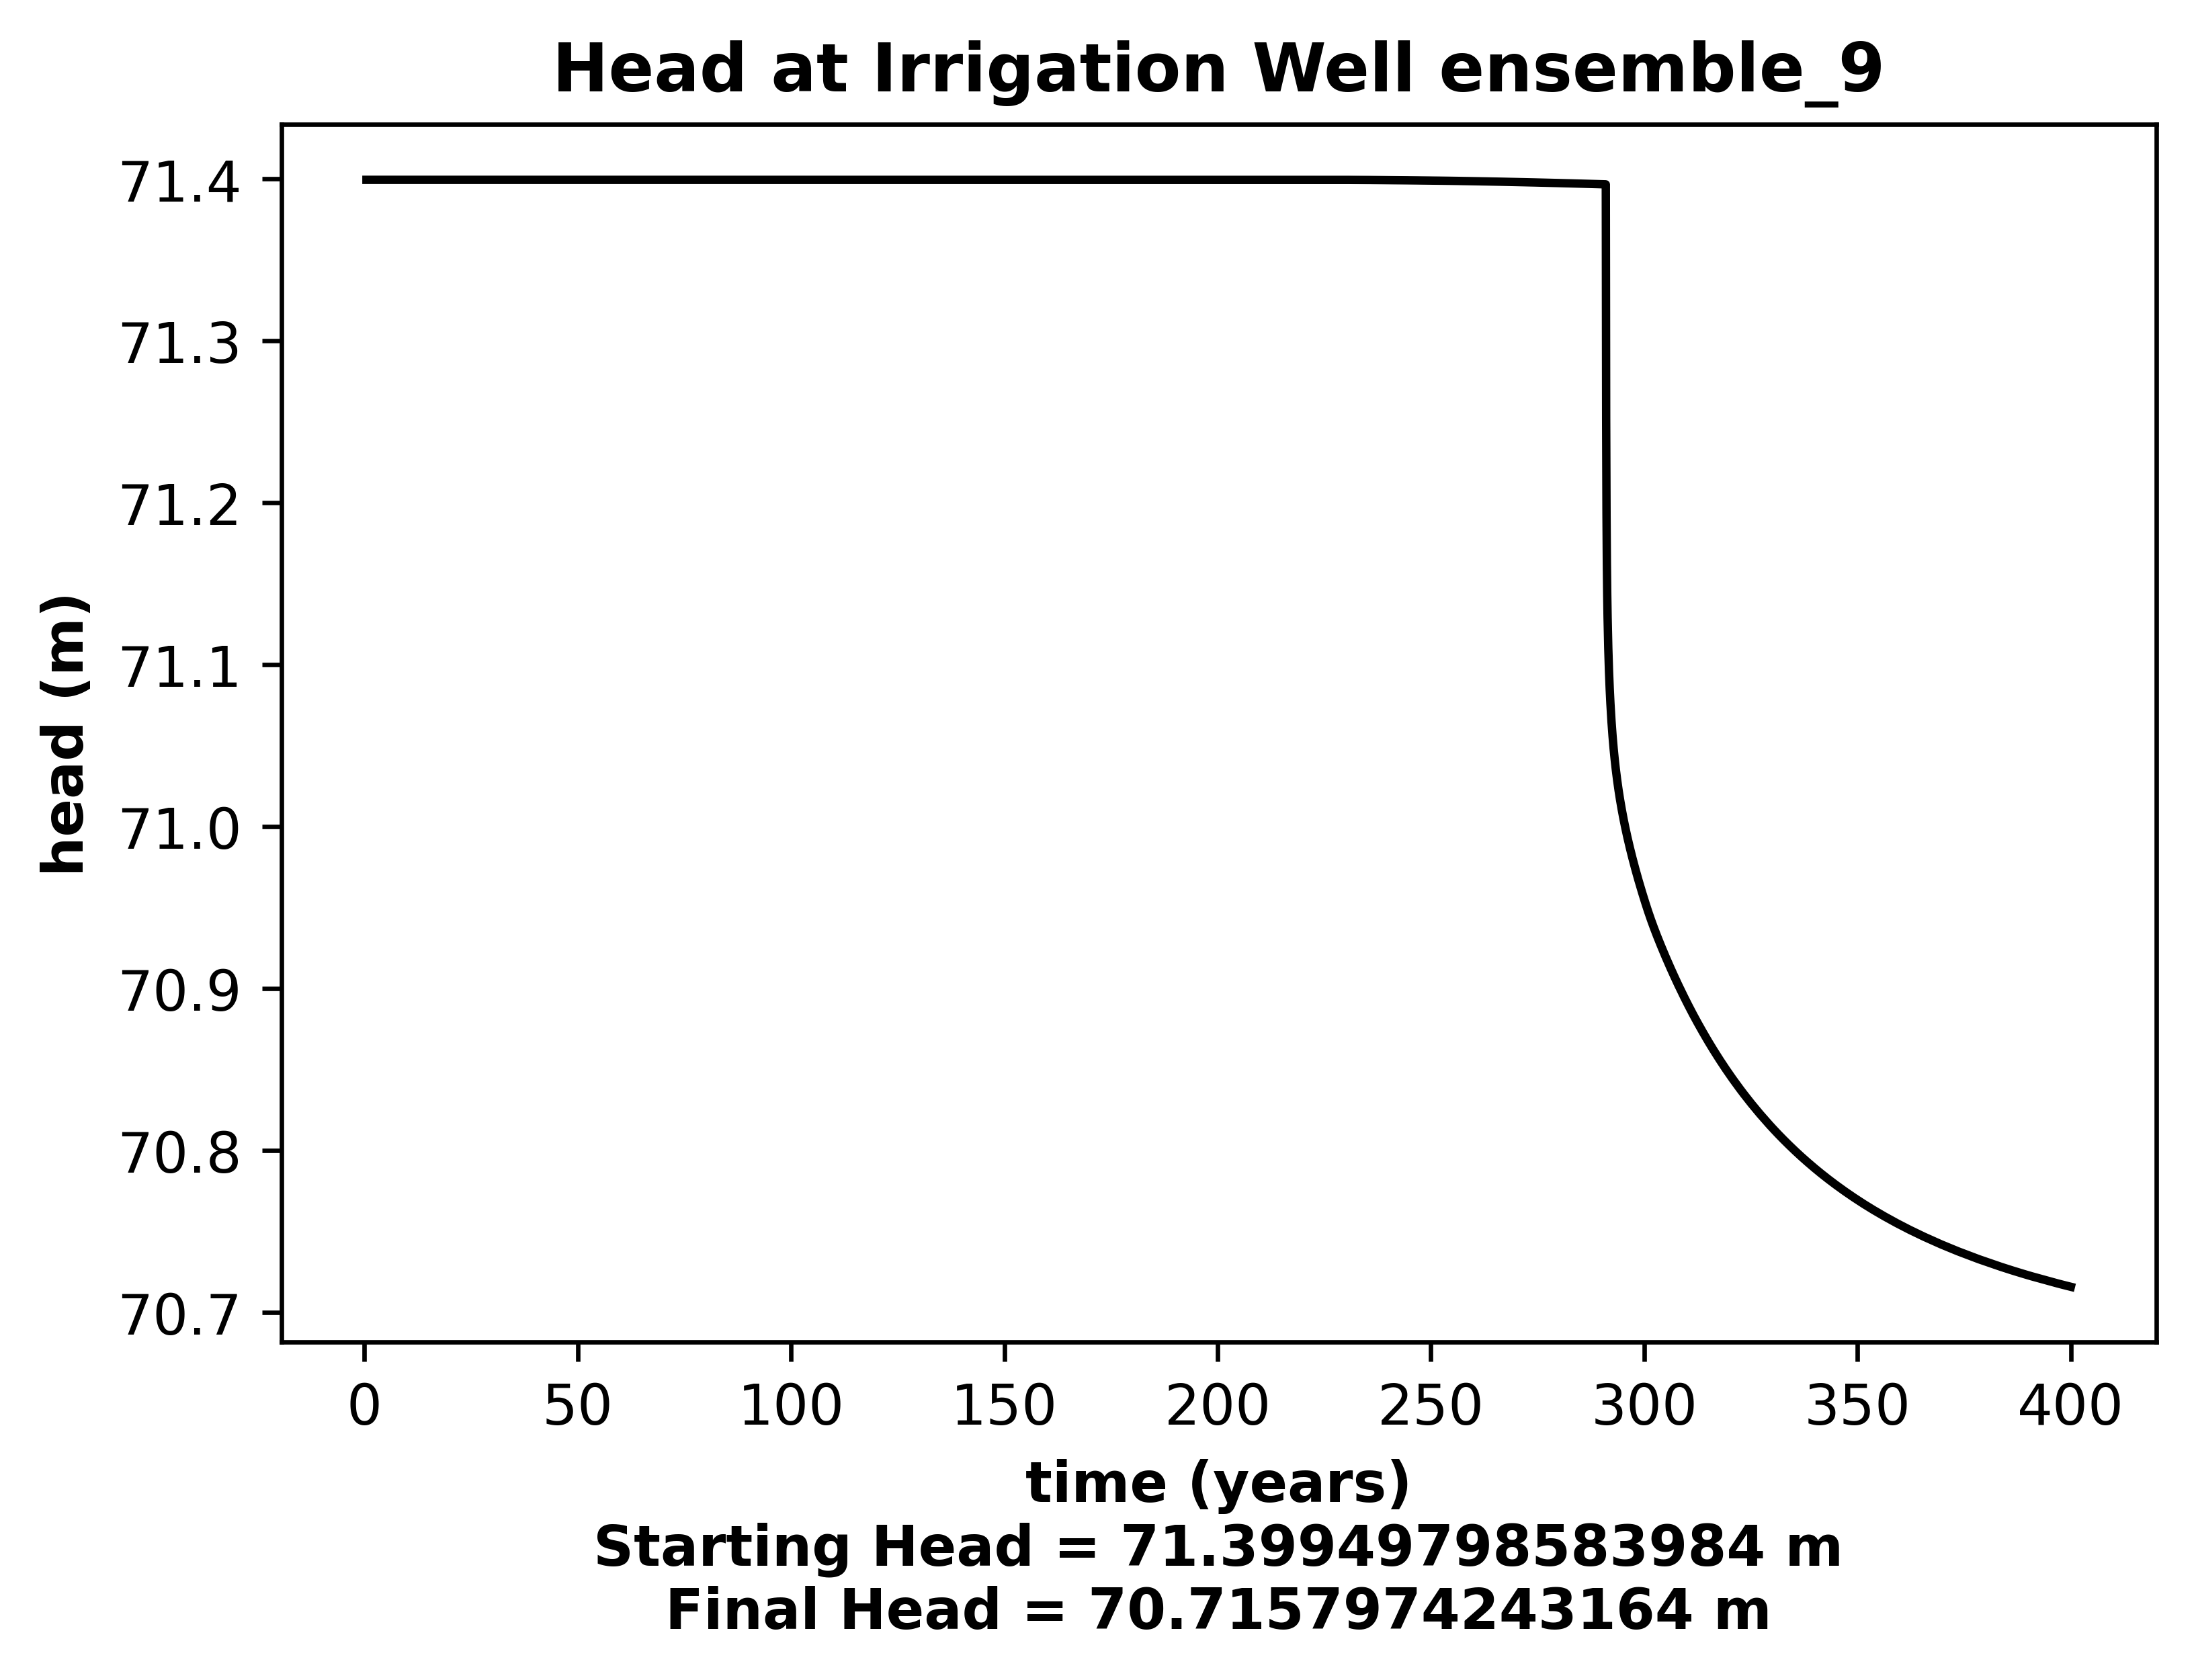 Head at Irrigation Well ensemble_9
71.4
71.3
71.2
71.1
71.0
70.9
70.8
70.7
head (m)
0 50 100 150 200 250 300 350 400
time (years)
Starting Head = 71.39949798583984 m
Final Head = 70.7157974243164 m